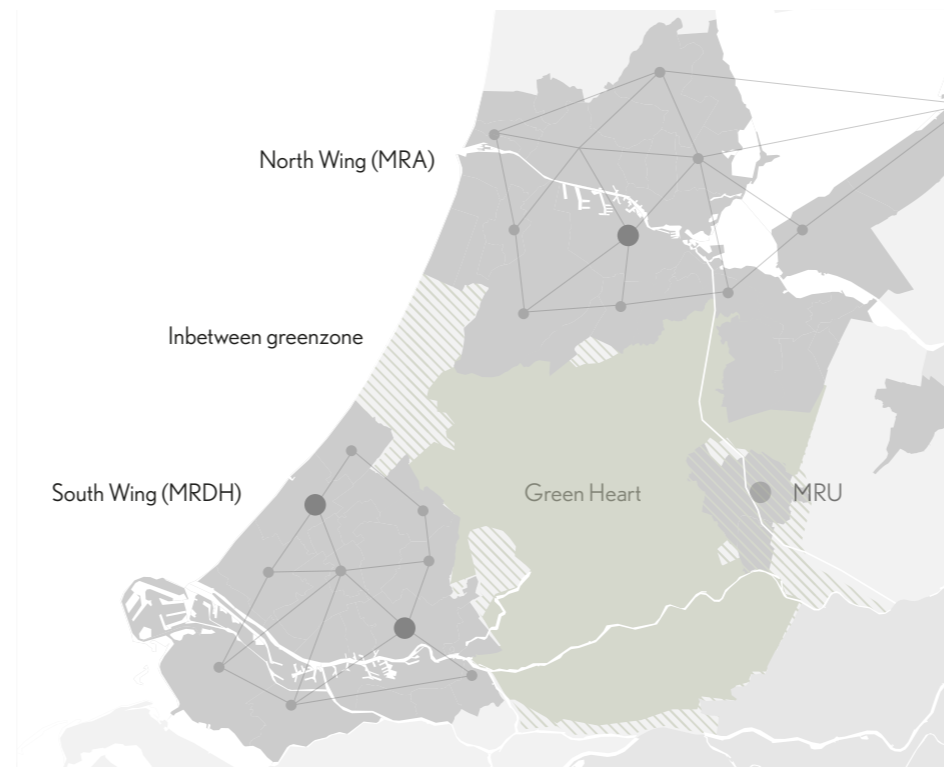 North Wing (MRA)
Inbetween greenzone
South Wing (MRDH)
Green Heart
MRU